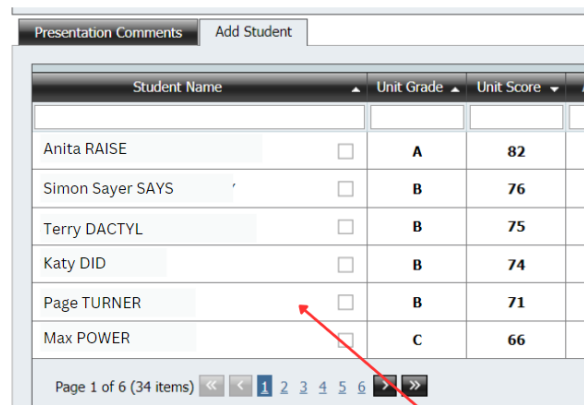 Presentation Comments Add Student
Student Name Unit Grade Unit Score
Anita RAISE A 82
Simon Sayer SAYS B 76
Terry DACTYL B 75
Katy DID B 74
Page TURNER B 71
Max POWER C 66
Page 1 of 6 (34 items) « < 1 2 3 4 5 6 > »